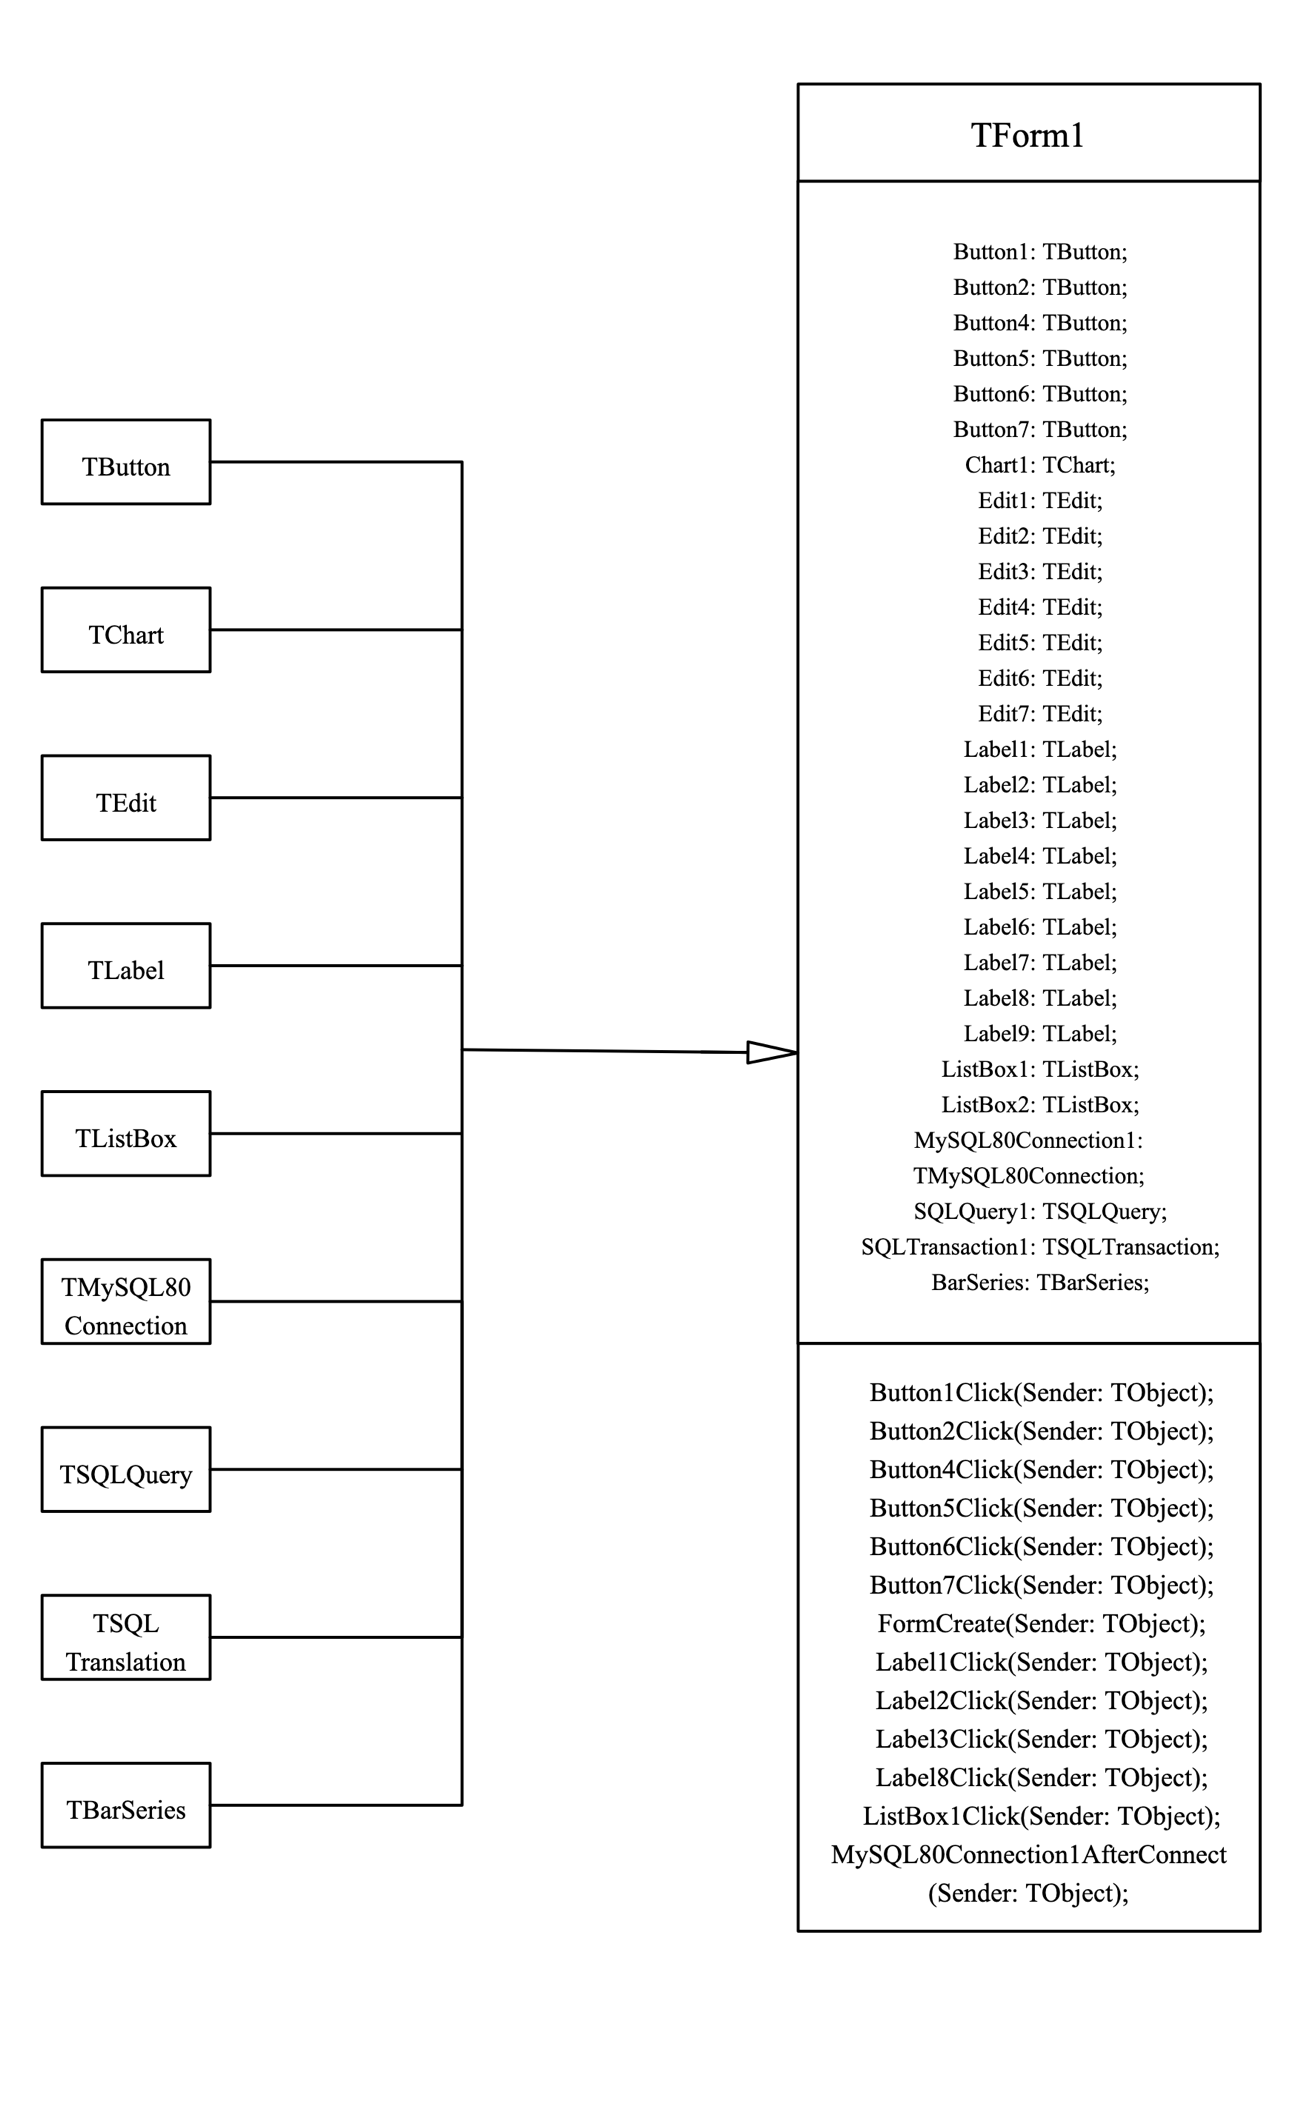 TForm1
Button1: TButton;
Button2: TButton;
Button4: TButton;
Button5: TButton;
Button6: TButton;
Button7: TButton;
Chart1: TChart;
Edit1: TEdit;
Edit2: TEdit;
Edit3: TEdit;
Edit4: TEdit;
Edit5: TEdit;
Edit6: TEdit;
Edit7: TEdit;
Label1: TLabel;
Label2: TLabel;
Label3: TLabel;
Label4: TLabel;
Label5: TLabel;
Label6: TLabel;
Label7: TLabel;
Label8: TLabel;
Label9: TLabel;
ListBox1: TListBox;
ListBox2: TListBox;
MySQL80Connection1:
TMySQL80Connection;
SQLQuery1: TSQLQuery;
SQLTransaction1: TSQLTransaction;
BarSeries: TBarSeries;
Button1Click(Sender: TObject);
Button2Click(Sender: TObject);
Button4Click(Sender: TObject);
Button5Click(Sender: TObject);
Button6Click(Sender: TObject);
Button7Click(Sender: TObject);
FormCreate(Sender: TObject);
Label1Click(Sender: TObject);
Label2Click(Sender: TObject);
Label3Click(Sender: TObject);
Label8Click(Sender: TObject);
ListBox1Click(Sender: TObject);
MySQL80Connection1AfterConnect
(Sender: TObject);
TButton
TChart
TEdit
TLabel
TListBox
TMySQL80
Connection
TSQLQuery
TSQL
Translation
TBarSeries